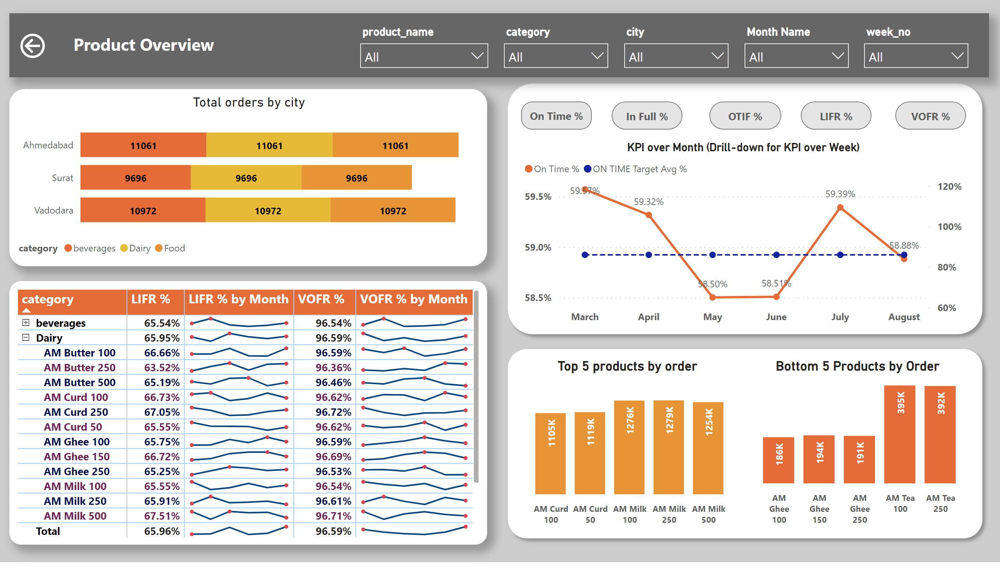 Product Overview
product_name
All
category
All
city
All
Month Name
All
week_no
All
Total orders by city
Ahmedabad 11061 11061 11061
Surat 9696 9696 9696
Vadodara 10972 10972 10972
category beverages Dairy Food
category LIFR % LIFR % by Month VOFR % VOFR % by Month
beverages 65.54% 96.54%
Dairy 65.95% 96.59%
AM Butter 100 66.66% 96.59%
AM Butter 250 63.52% 96.36%
AM Butter 500 65.19% 96.46%
AM Curd 100 66.73% 96.62%
AM Curd 250 67.05% 96.72%
AM Curd 50 65.55% 96.62%
AM Ghee 100 65.75% 96.59%
AM Ghee 150 66.72% 96.69%
AM Ghee 250 65.25% 96.53%
AM Milk 100 65.55% 96.54%
AM Milk 250 65.91% 96.61%
AM Milk 500 67.51% 96.71%
Total 65.96% 96.59%
On Time % In Full % OTIF % LIFR % VOFR %
KPI over Month (Drill-down for KPI over Week)
On Time % ON TIME Target Avg %
120%
59.5% 59.57% 59.32% 59.39%
100%
59.0% 58.88%
80%
58.50% 58.51%
58.5%
60%
March April May June July August
Top 5 products by order
1105K 1119K 1276K 1279K 1254K
AM Curd AM Curd AM Milk AM Milk AM Milk
100 50 100 250 500
Bottom 5 Products by Order
186K 194K 191K 395K 392K
AM AM AM AM Tea AM Tea
Ghee Ghee Ghee 100 250
100 150 250